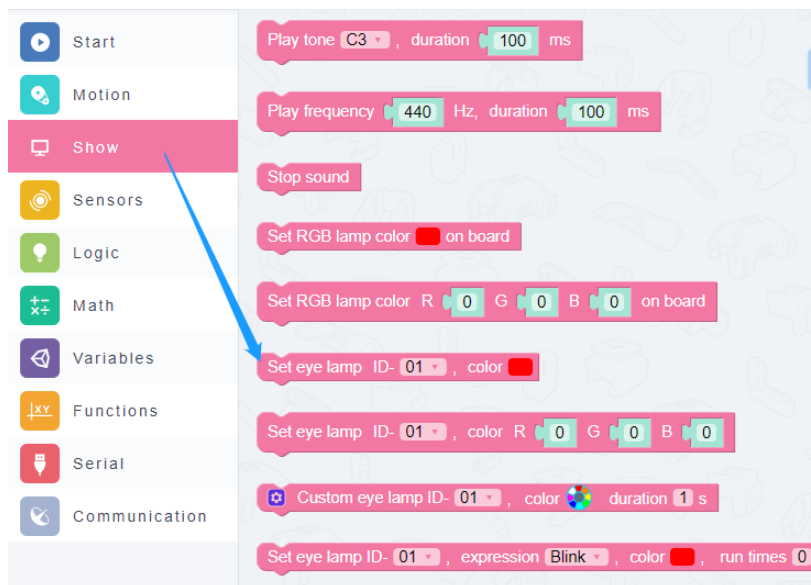 Start
Motion
Show
Sensors
Logic
Math
Variables
Functions
Serial
Communication
Play tone C3 , duration 100 ms
Play frequency 440 Hz, duration 100 ms
Stop sound
Set RGB lamp color on board
Set RGB lamp color R 0 G 0 B 0 on board
Set eye lamp ID- 01 , color
Set eye lamp ID- 01 , color R 0 G 0 B 0
Custom eye lamp ID- 01 , color duration 1 s
Set eye lamp ID- 01 , expression Blink , color , run times 0